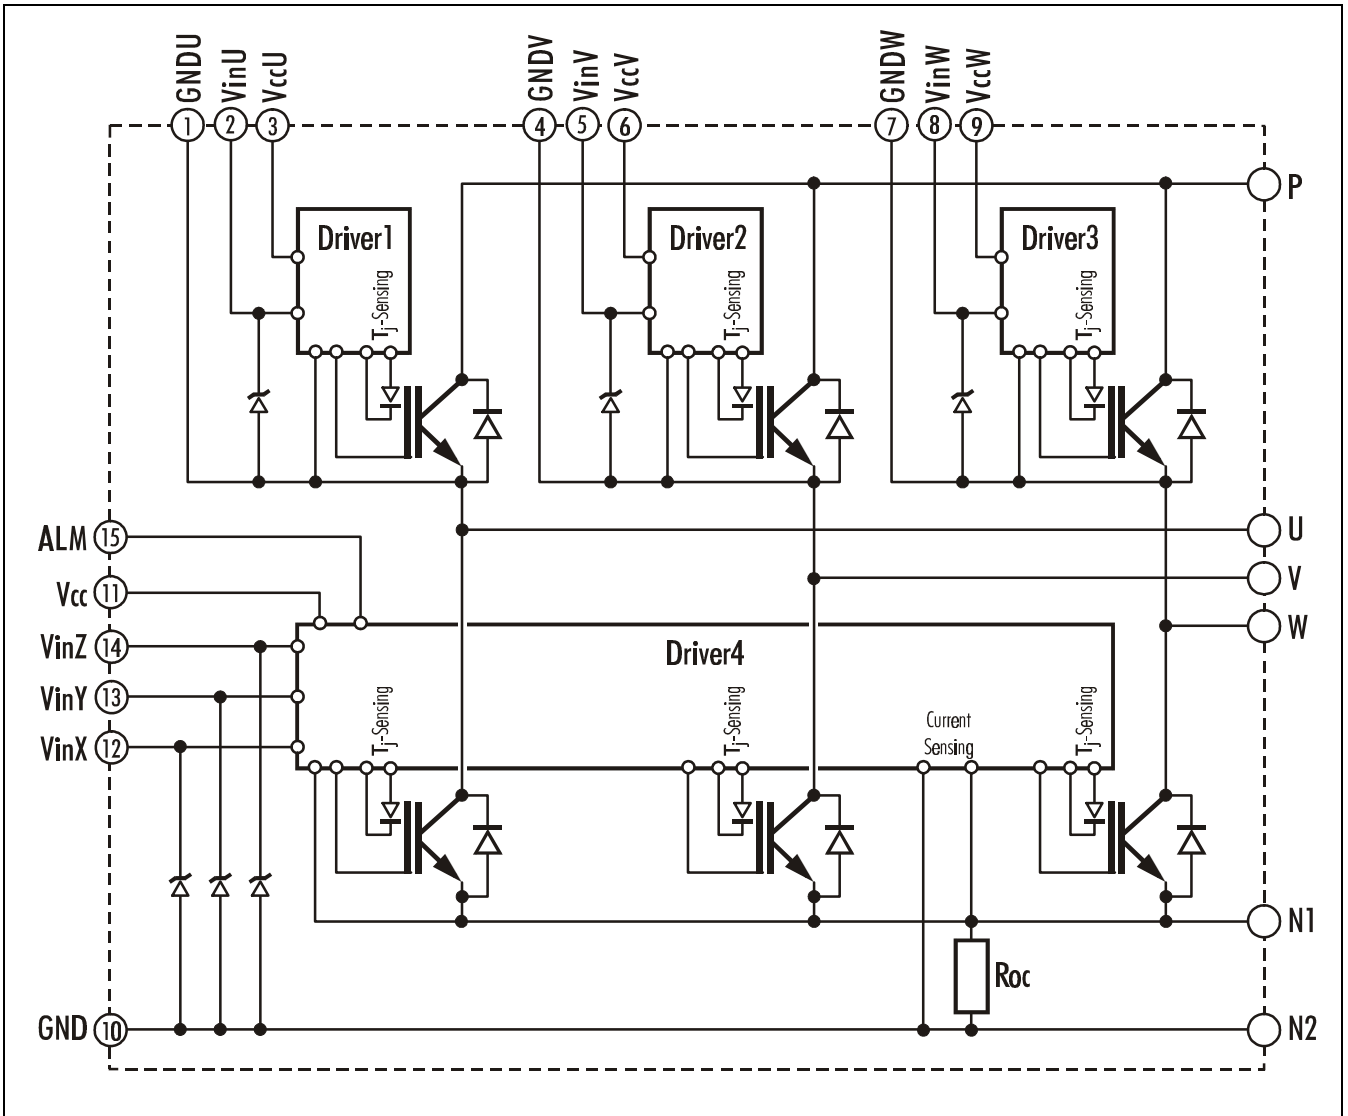 GNDU
VinU
VccU
GNDV
VinV
VccV
GNDW
VinW
VccW
1
2
3
4
5
6
7
8
9
P
Driver1
Driver2
Driver3
Tj-Sensing
Tj-Sensing
Tj-Sensing
ALM
15
U
Vcc
11
V
VinZ
14
W
Driver4
VinY
13
VinX
12
Tj-Sensing
Tj-Sensing
Current
Sensing
Tj-Sensing
N1
Roc
GND
10
N2